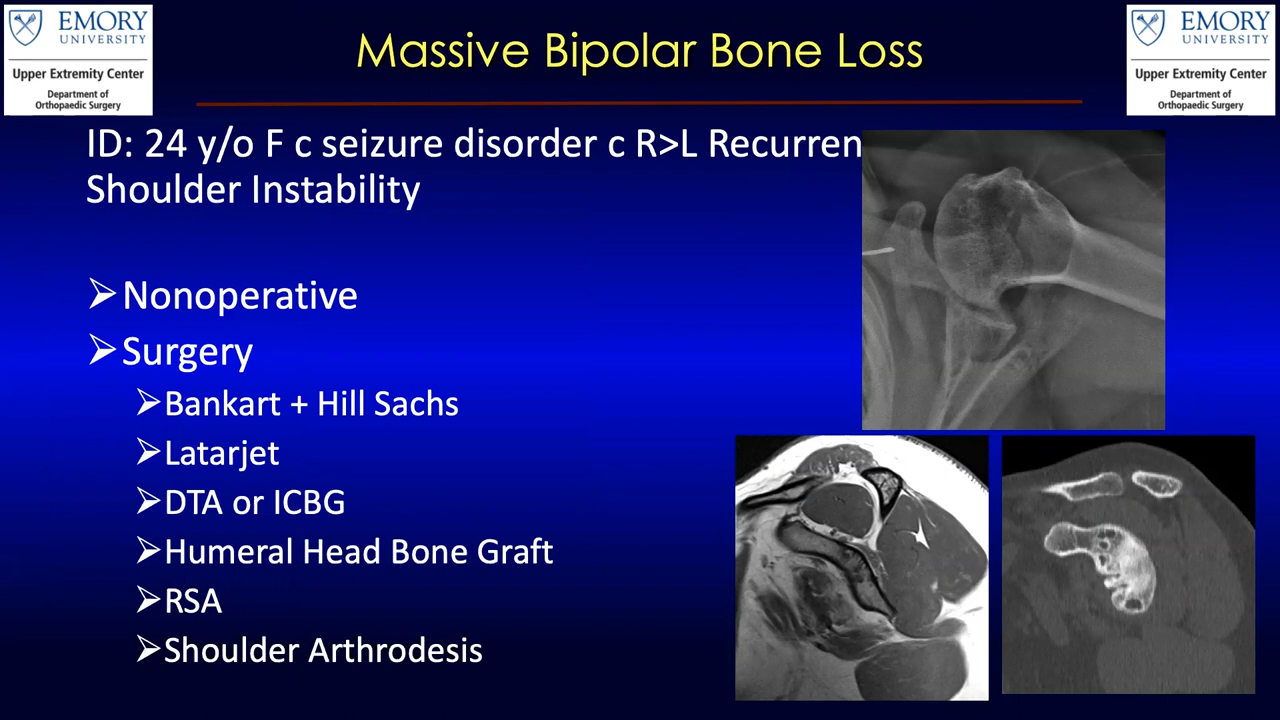 EMORY
UNIVERSITY
Upper Extremity Center
Department of
Orthopaedic Surgery
Massive Bipolar Bone Loss
EMORY
UNIVERSITY
Upper Extremity Center
Department of
Orthopaedic Surgery
ID: 24 y/o F c seizure disorder c R>L Recurren
Shoulder Instability
Nonoperative
Surgery
Bankart + Hill Sachs
Latarjet
DTA or ICBG
Humeral Head Bone Graft
RSA
Shoulder Arthrodesis